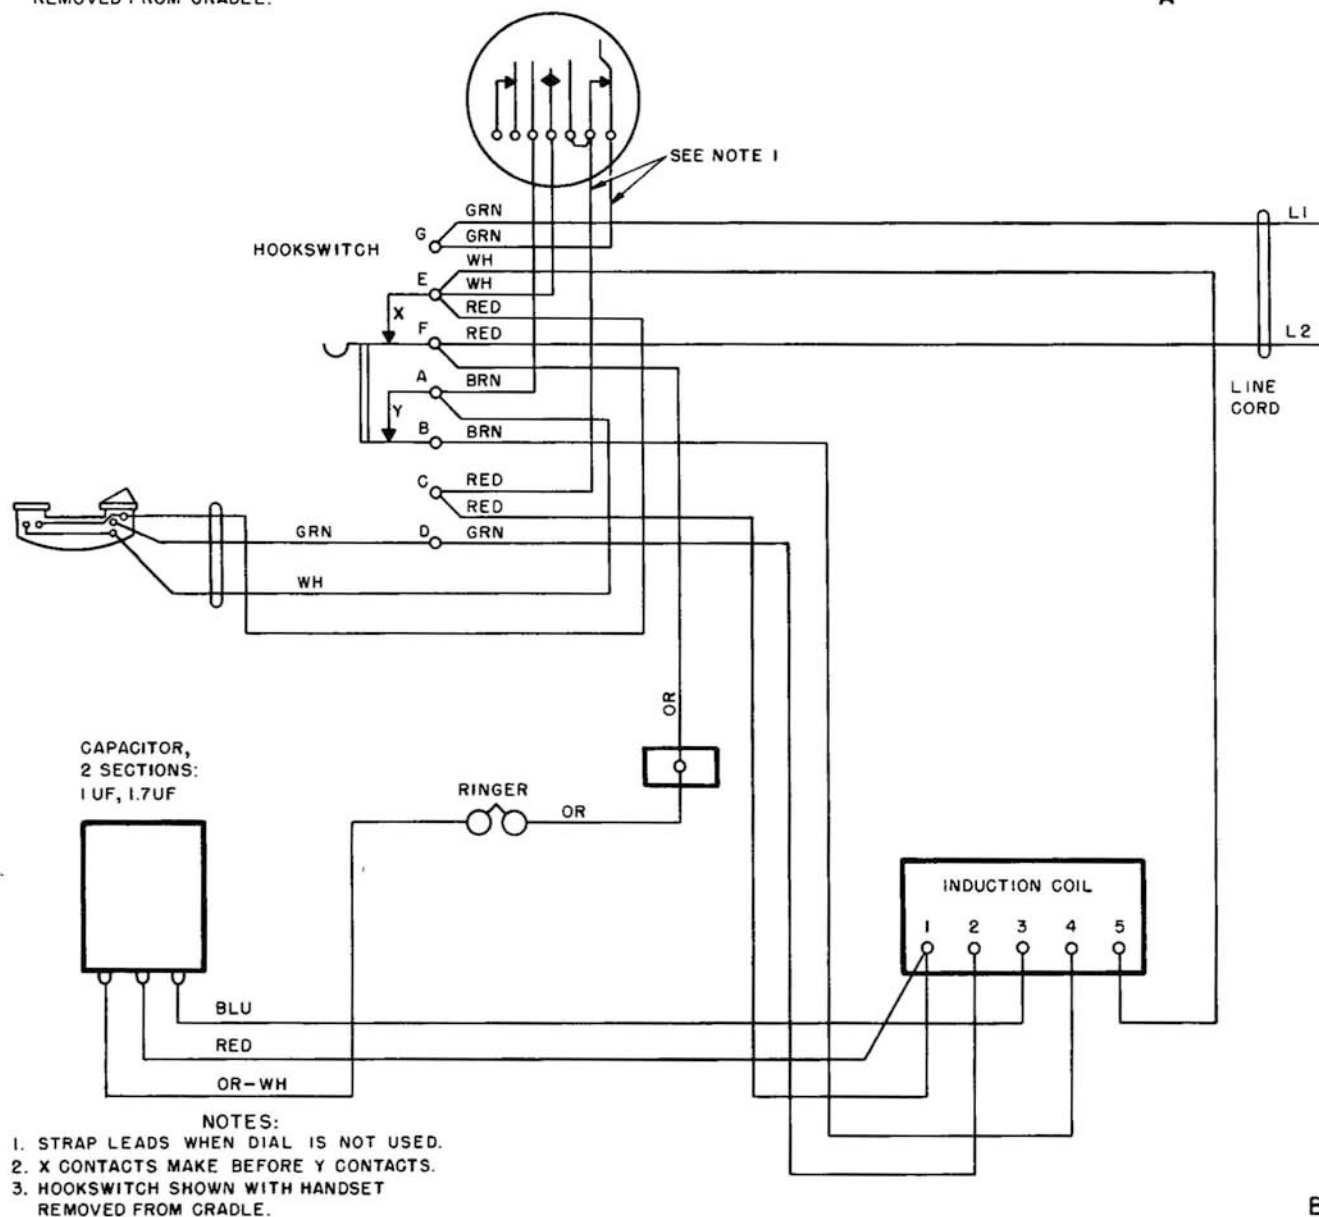 REMOVED FROM CRADLE.
A
SEE NOTE 1
GRN
L1
G
GRN
HOOKSWITCH
WH
E
WH
X
RED
F
RED
L2
A
BRN
LINE
CORD
Y
B
BRN
C
RED
RED
GRN
D
GRN
WH
OR
CAPACITOR,
2 SECTIONS:
1 UF, 1.7UF
RINGER
OR
INDUCTION COIL
1 2 3 4 5
BLU
RED
OR-WH
NOTES:
1. STRAP LEADS WHEN DIAL IS NOT USED.
2. X CONTACTS MAKE BEFORE Y CONTACTS.
3. HOOKSWITCH SHOWN WITH HANDSET
REMOVED FROM CRADLE.
B